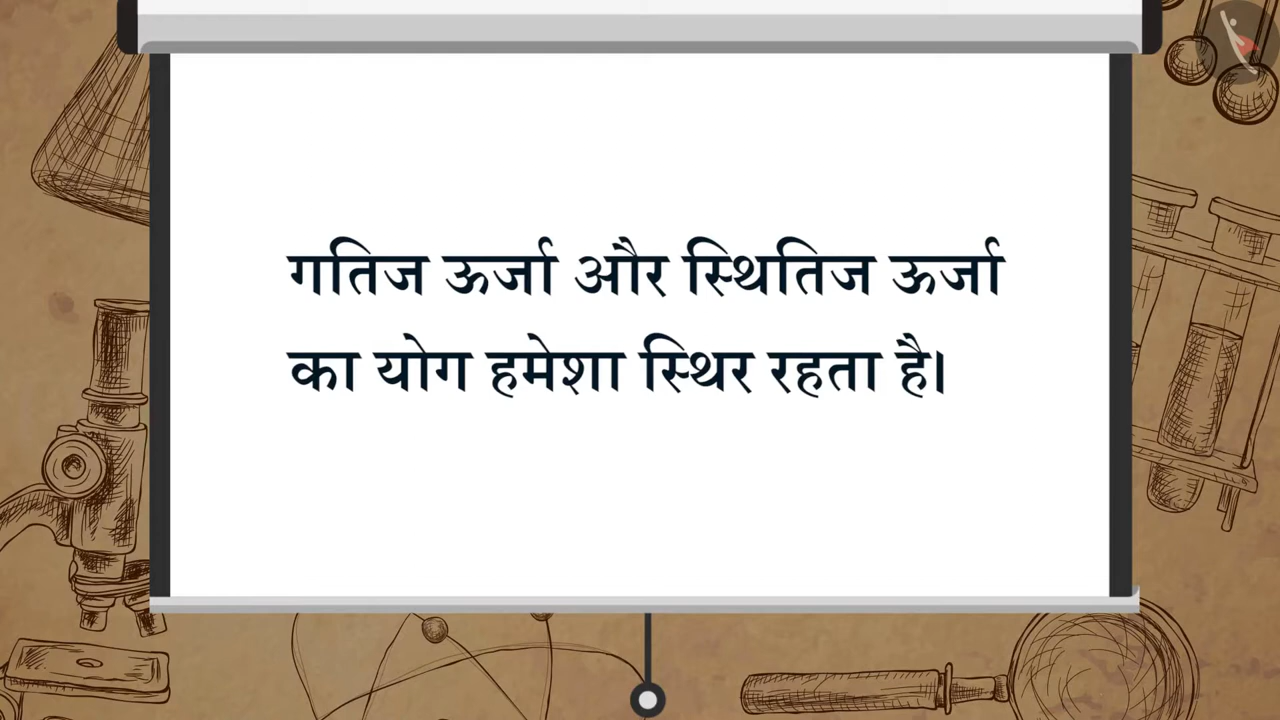 गतिज ऊर्जा और स्थितिज ऊर्जा
का योग हमेशा स्थिर रहता है।